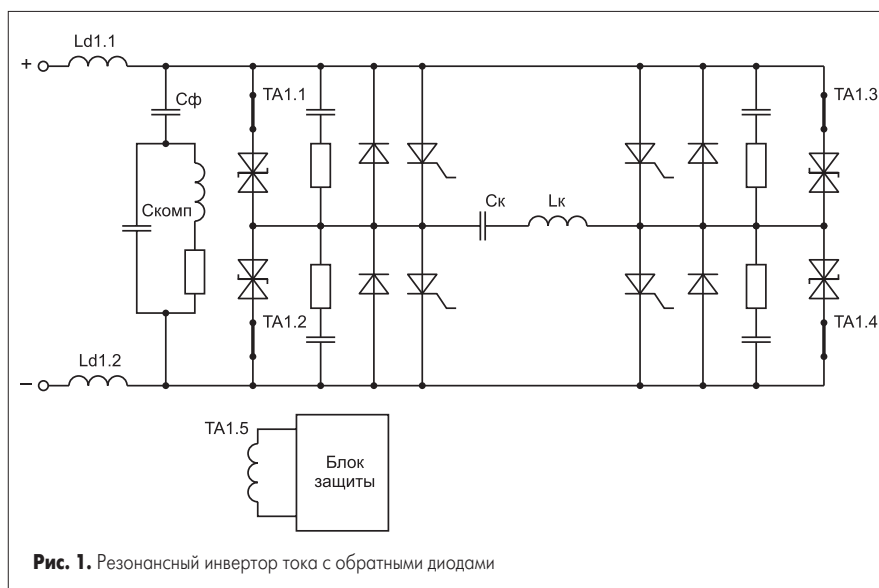 Ld1.1
+
Cф
TA1.1
TA1.3
Cкомп
Cк
Lк
TA1.2
TA1.4
Ld1.2
–
TA1.5
Блок
защиты
Рис. 1. Резонансный инвертор тока с обратными диодами